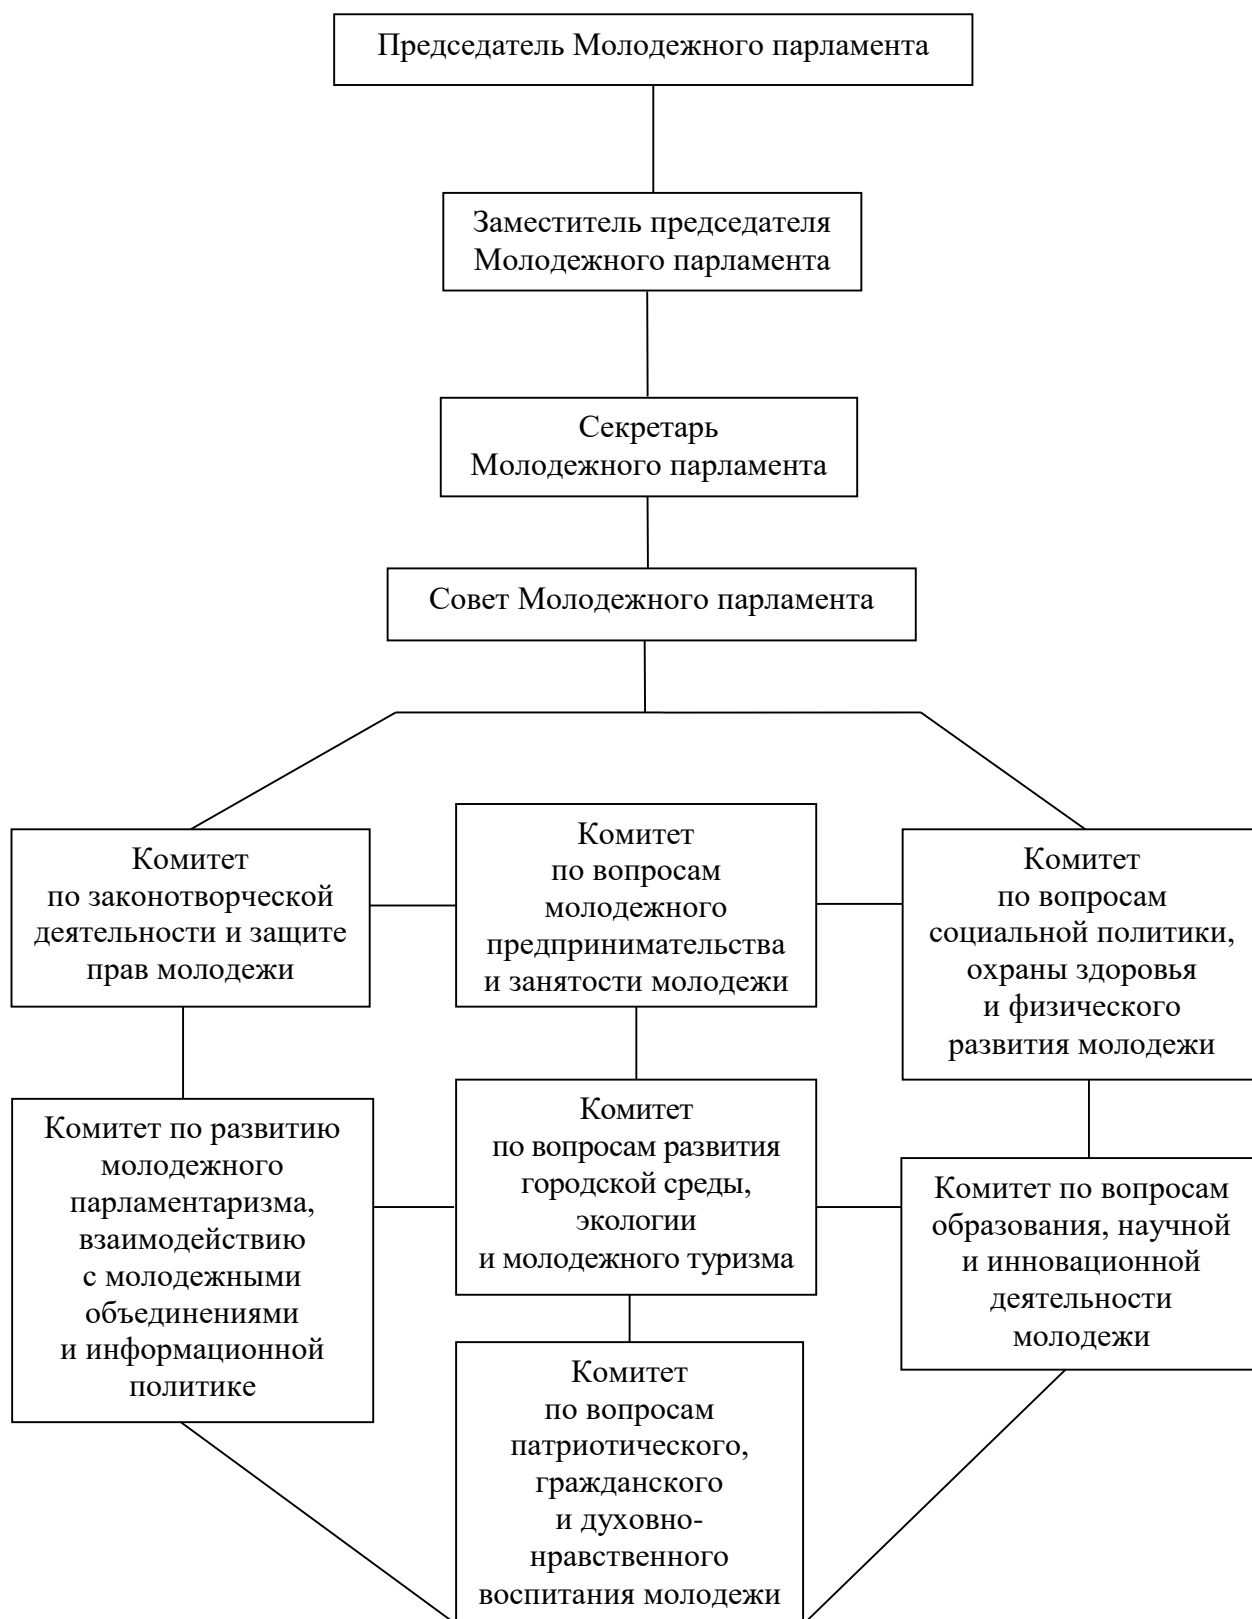 Председатель Молодежного парламента
Заместитель председателя
Молодежного парламента
Секретарь
Молодежного парламента
Совет Молодежного парламента
Комитет
по законотворческой
деятельности и защите
прав молодежи
Комитет
по вопросам
молодежного
предпринимательства
и занятости молодежи
Комитет
по вопросам
социальной политики,
охраны здоровья
и физического
развития молодежи
Комитет по развитию
молодежного
парламентаризма,
взаимодействию
с молодежными
объединениями
и информационной
политике
Комитет
по вопросам развития
городской среды,
экологии
и молодежного туризма
Комитет по вопросам
образования, научной
и инновационной
деятельности
молодежи
Комитет
по вопросам
патриотического,
гражданского
и духовно-
нравственного
воспитания молодежи